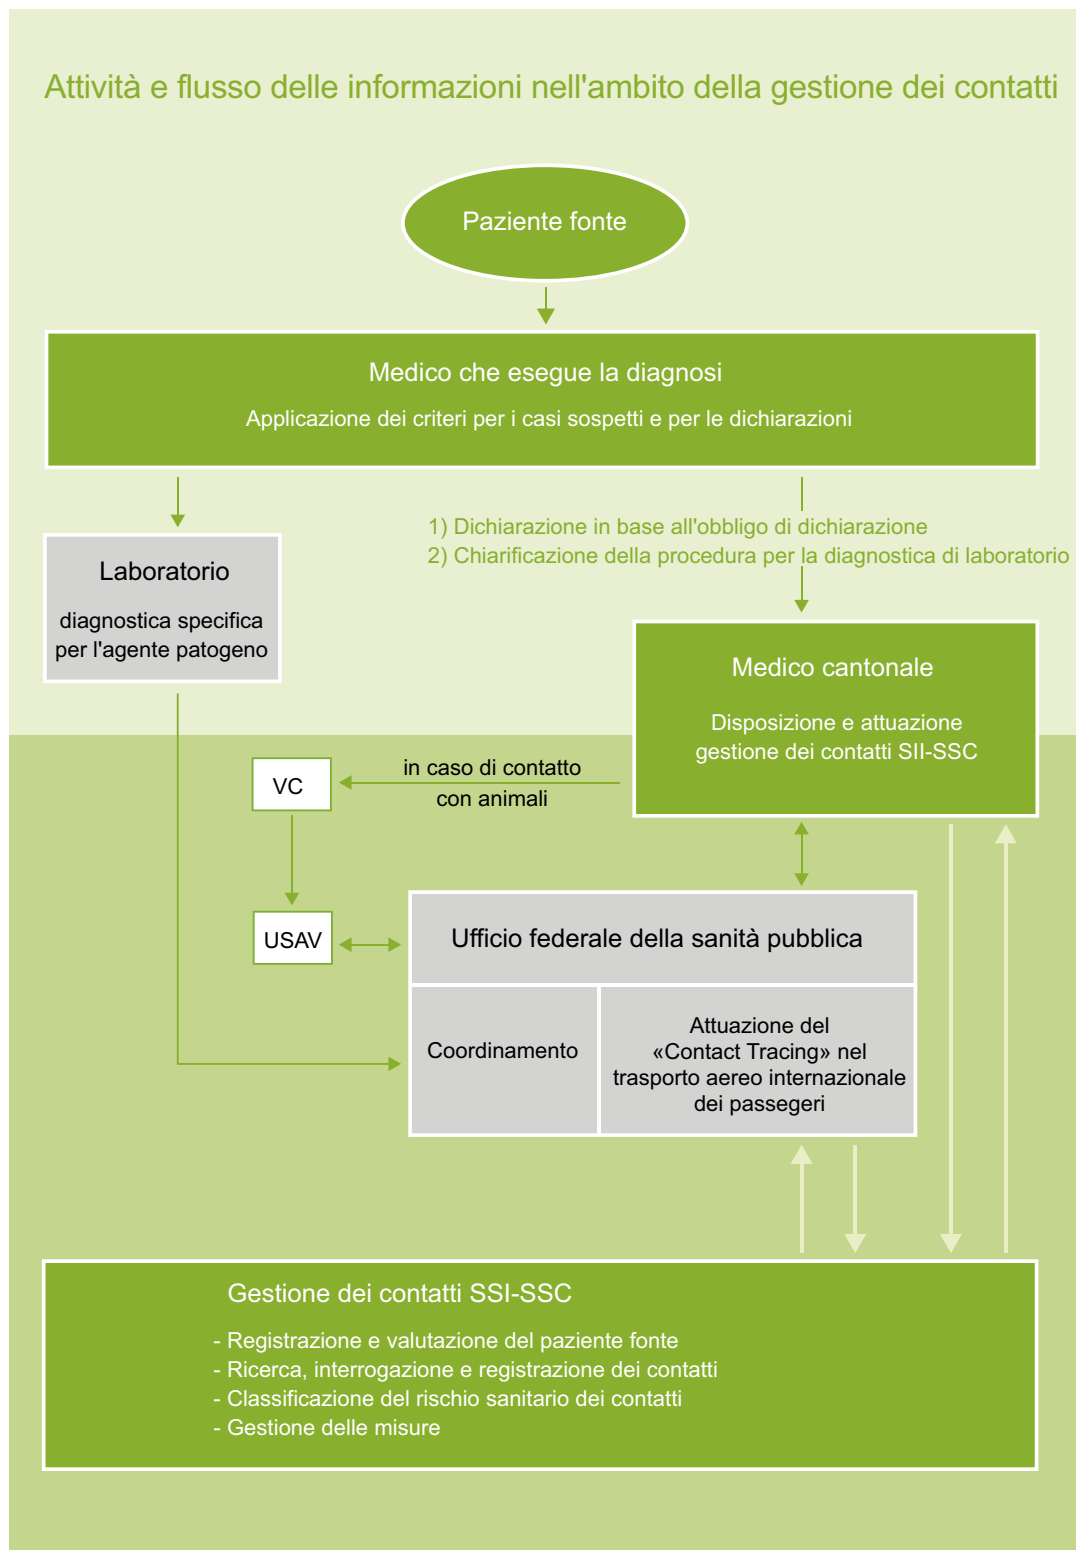 Attività e flusso delle informazioni nell'ambito della gestione dei contatti
Paziente fonte
Medico che esegue la diagnosi
Applicazione dei criteri per i casi sospetti e per le dichiarazioni
1) Dichiarazione in base all'obbligo di dichiarazione
2) Chiarificazione della procedura per la diagnostica di laboratorio
Laboratorio
diagnostica specifica
per l'agente patogeno
Medico cantonale
Disposizione e attuazione
gestione dei contatti SII-SSC
in caso di contatto
con animali
VC
USAV
Ufficio federale della sanità pubblica
Coordinamento
Attuazione del
«Contact Tracing» nel
trasporto aereo internazionale
dei passegeri
Gestione dei contatti SSI-SSC
- Registrazione e valutazione del paziente fonte
- Ricerca, interrogazione e registrazione dei contatti
- Classificazione del rischio sanitario dei contatti
- Gestione delle misure